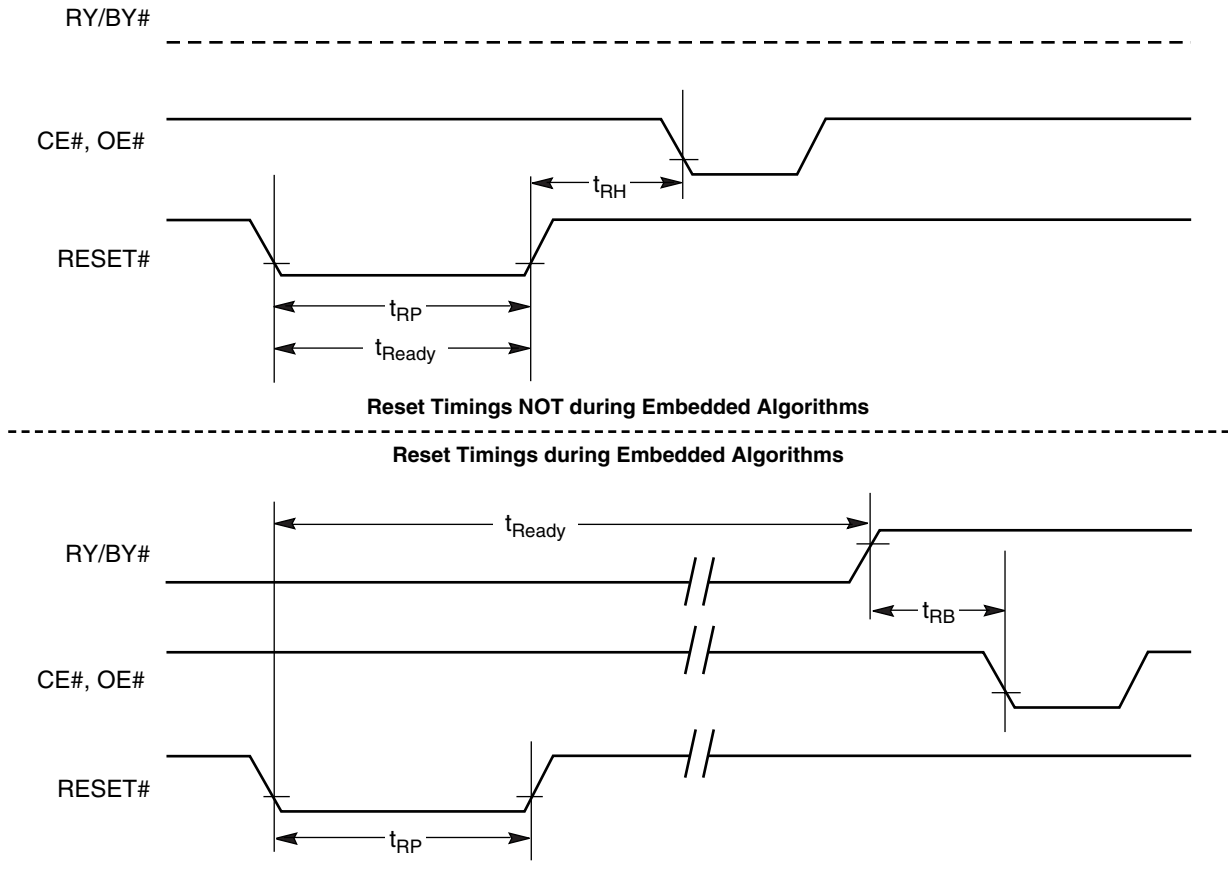 RY/BY#
CE#, OE#
tRH
RESET#
tRP
tReady
Reset Timings NOT during Embedded Algorithms
Reset Timings during Embedded Algorithms
tReady
RY/BY#
tRB
CE#, OE#
RESET#
tRP